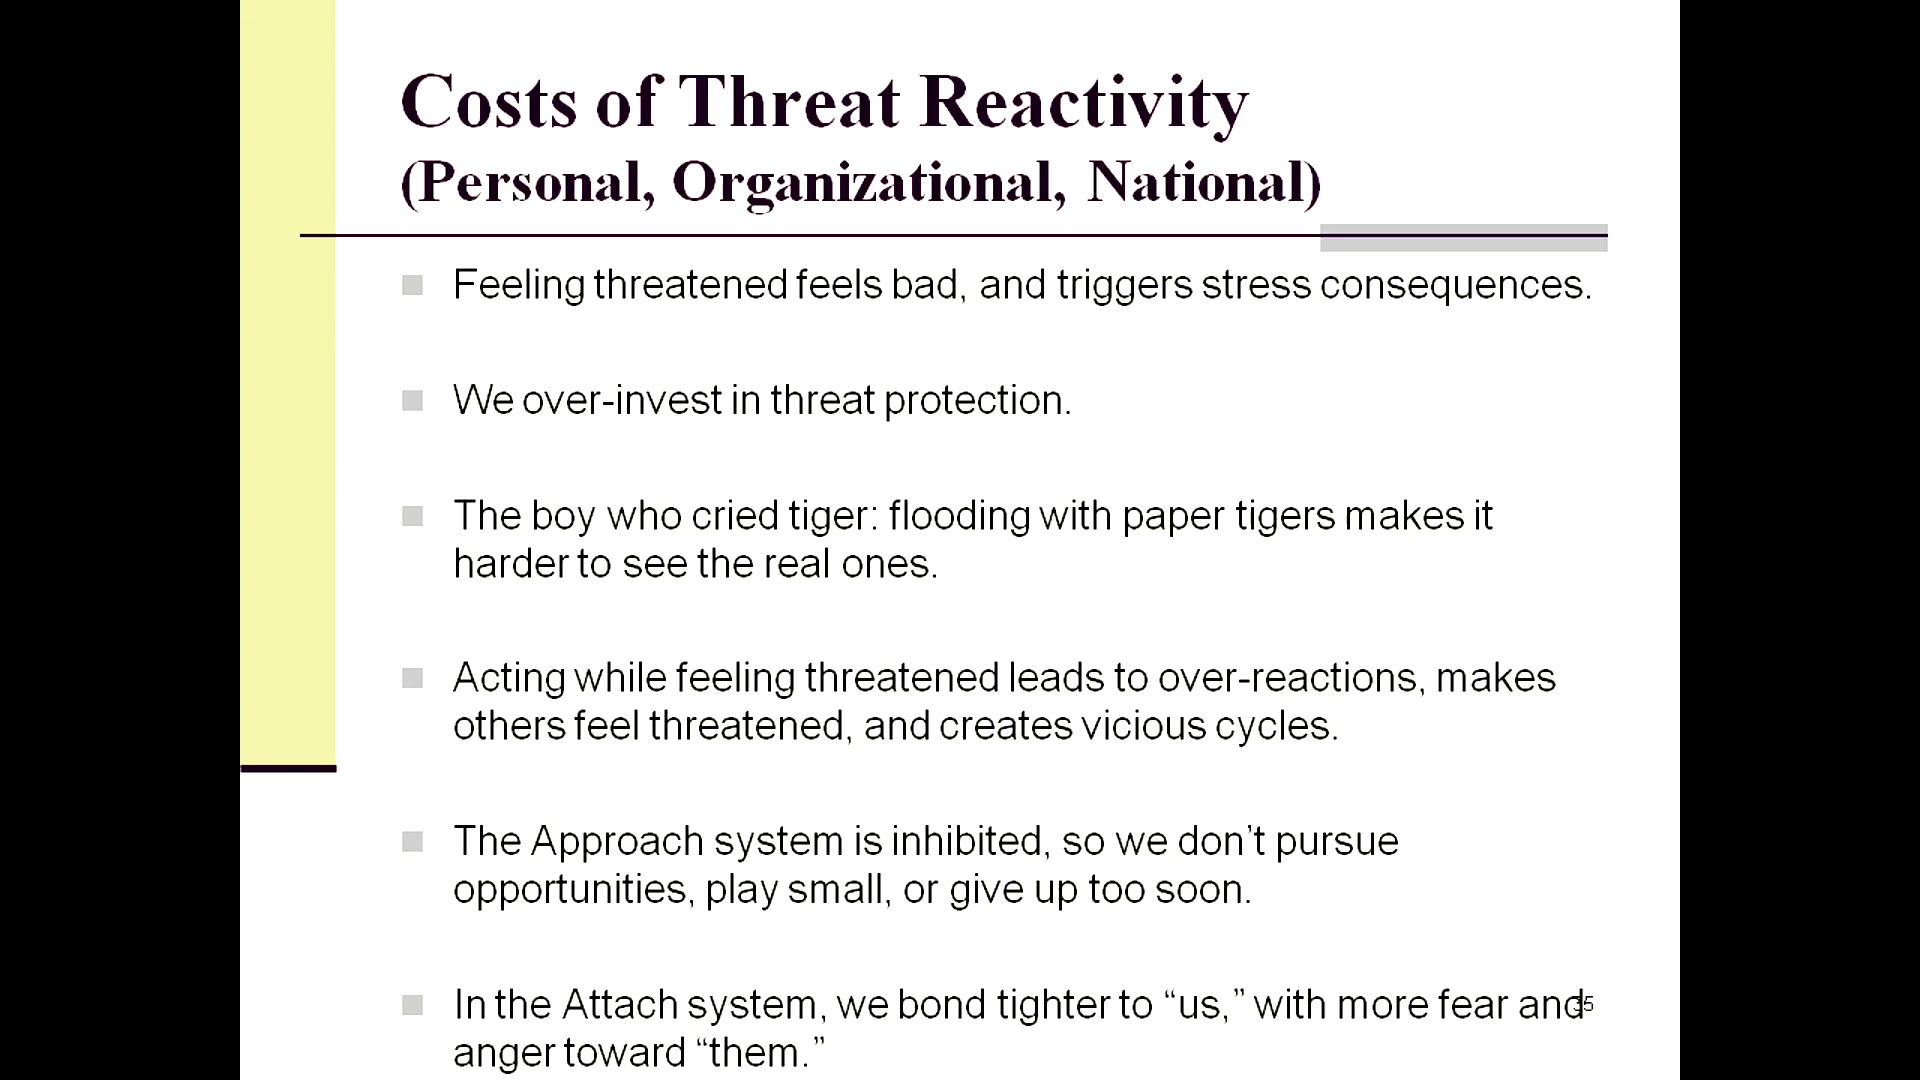 Costs of Threat Reactivity
(Personal, Organizational, National)
Feeling threatened feels bad, and triggers stress consequences.
We over-invest in threat protection.
The boy who cried tiger: flooding with paper tigers makes it
harder to see the real ones.
Acting while feeling threatened leads to over-reactions, makes
others feel threatened, and creates vicious cycles.
The Approach system is inhibited, so we don’t pursue
opportunities, play small, or give up too soon.
In the Attach system, we bond tighter to “us,” with more fear and
anger toward “them.”